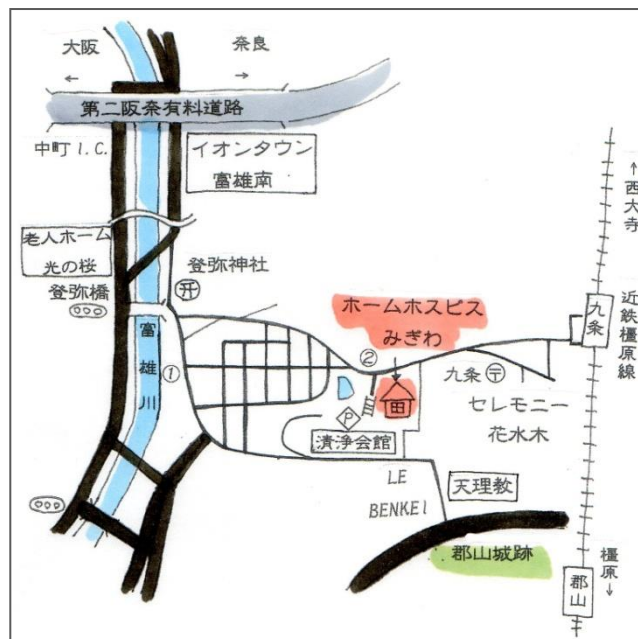 大阪
奈良
←
→
第二阪奈有料道路
中町 I.C.
イオンタウン
富雄南
↑西大寺
老人ホーム
光の桜
登弥神社
登弥橋
ホームホスピス
みぎわ
九条
近鉄橿原線
富雄川
①
②
九条 〒
P
セレモニー
花水木
清浄会館
LE
BENKEI
天理教
郡山城跡
橿原↓
郡山